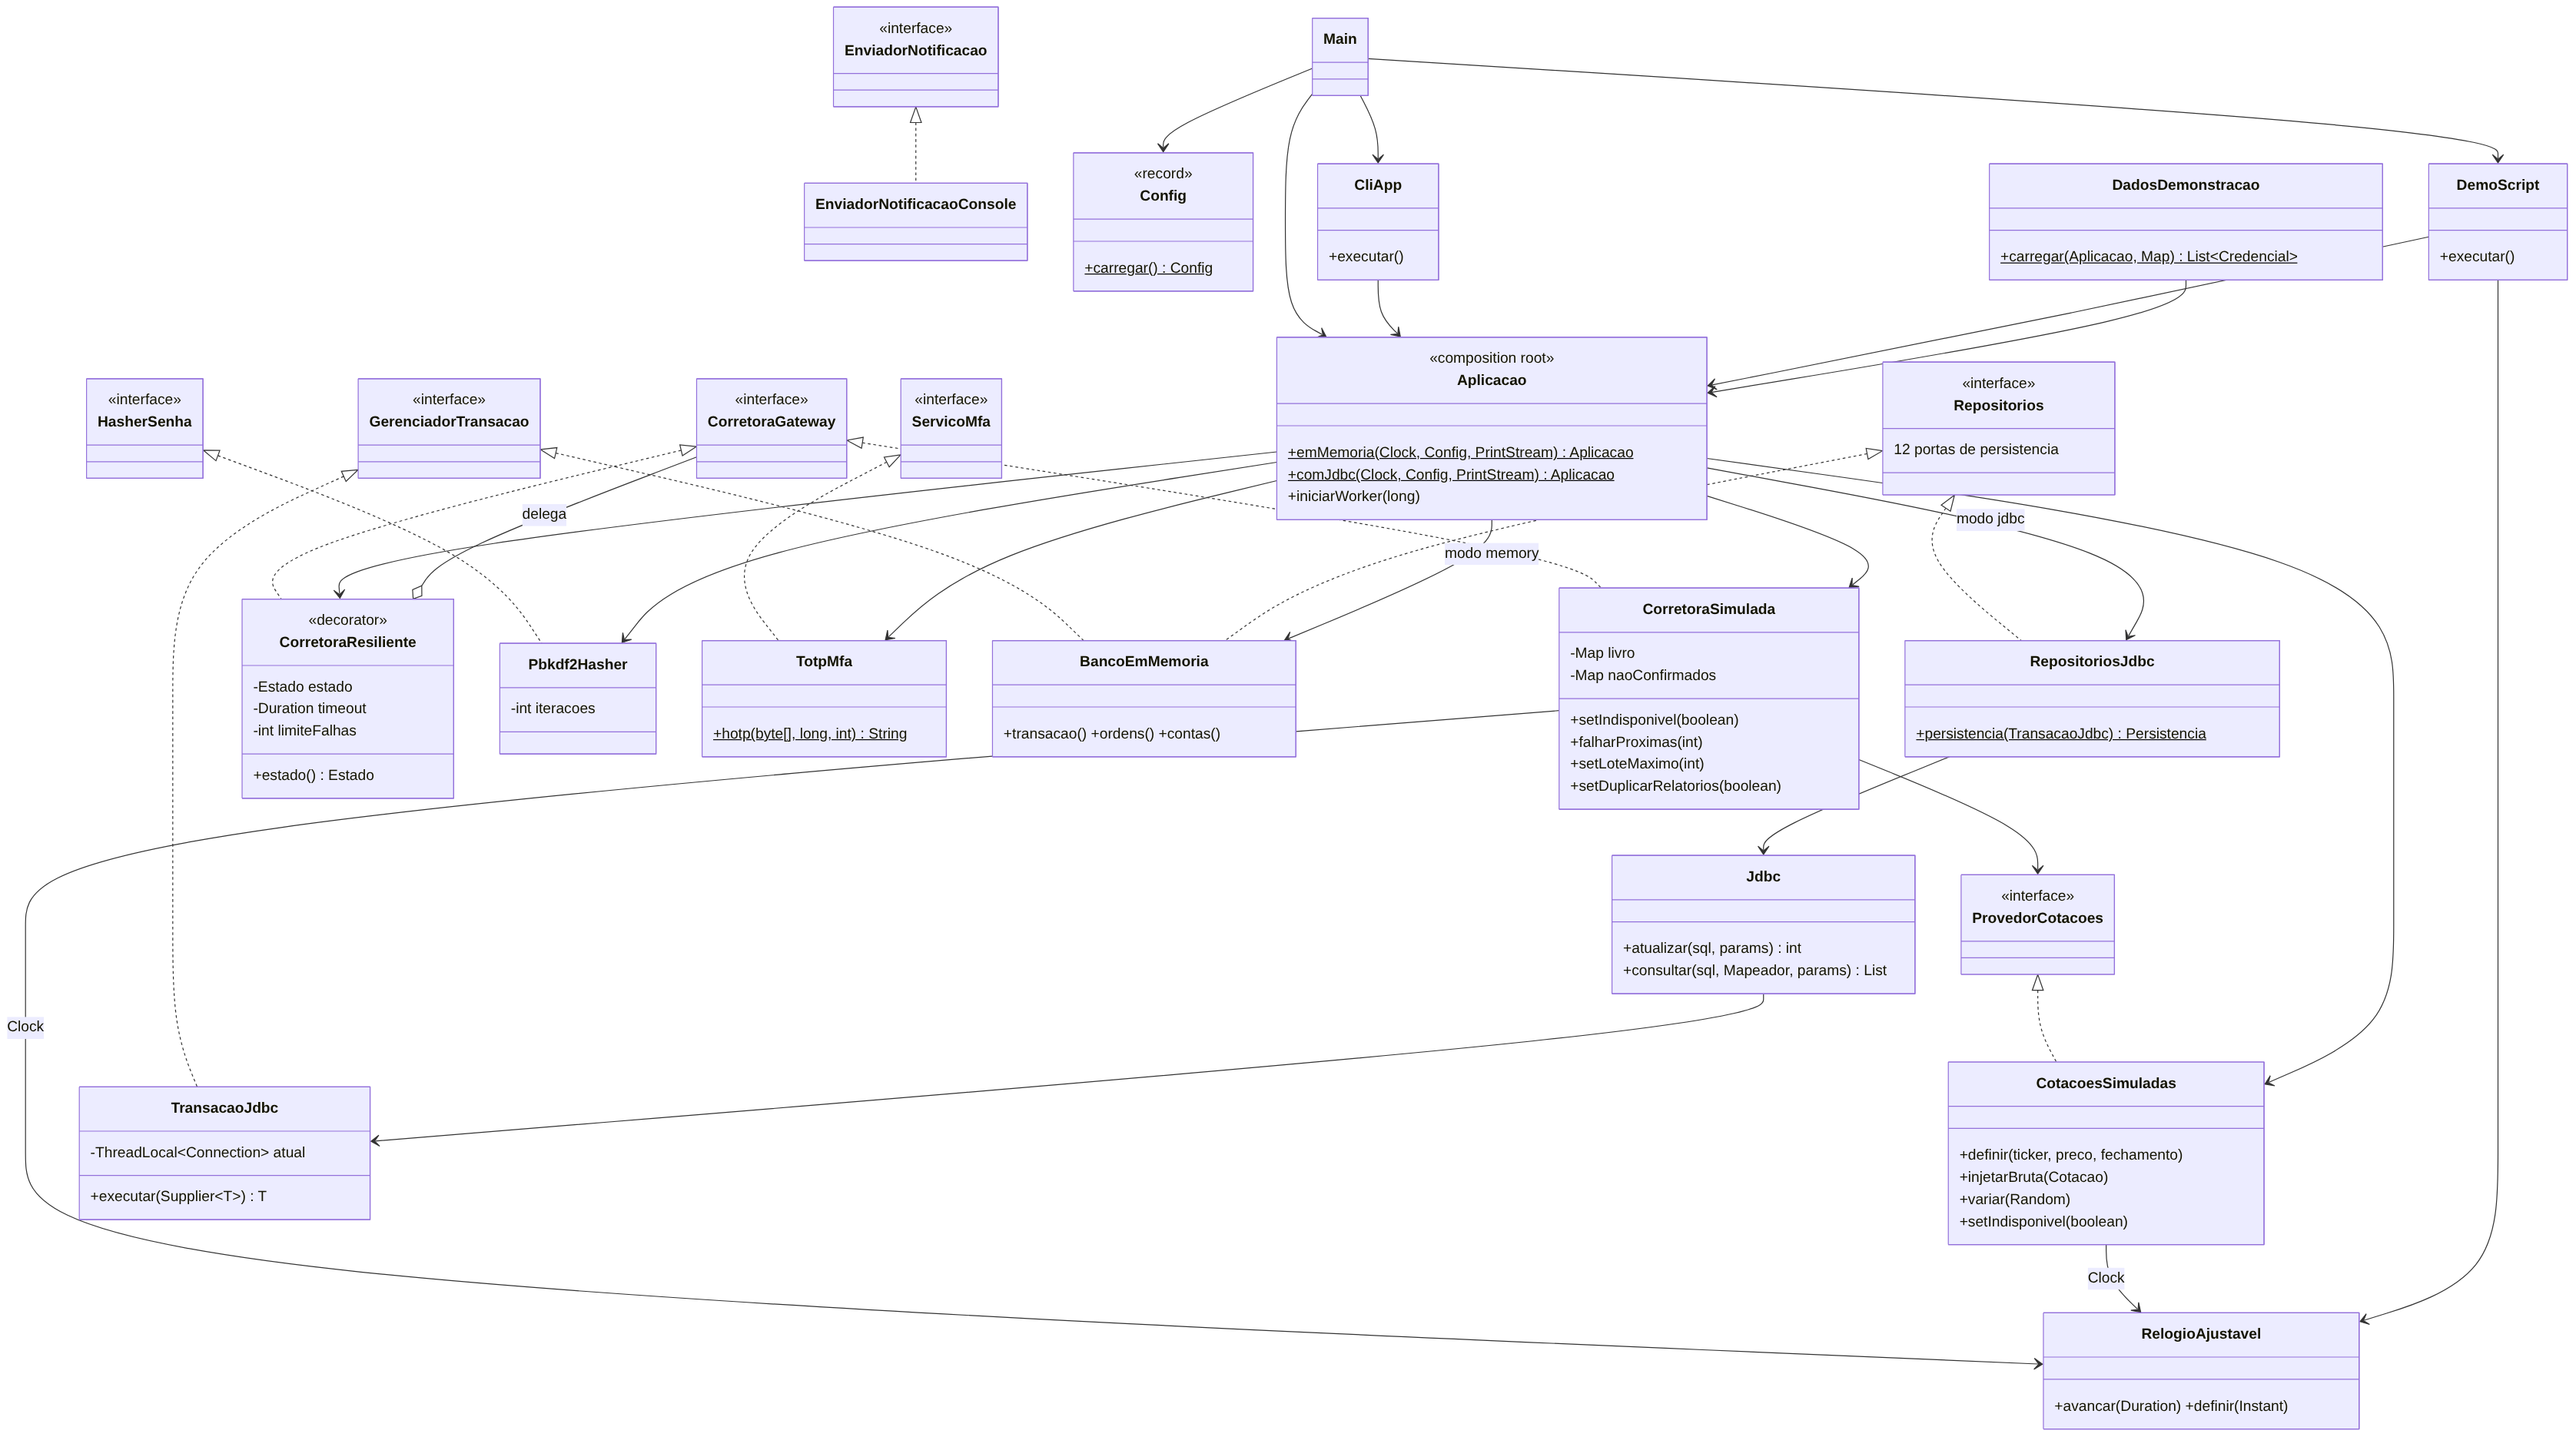 «interface»
EnviadorNotificacao
Main
EnviadorNotificacaoConsole
«record»
Config
+carregar() : Config
CliApp
+executar()
DadosDemonstracao
+carregar(Aplicacao, Map) : List<Credencial>
DemoScript
+executar()
«interface»
HasherSenha
«interface»
GerenciadorTransacao
«interface»
CorretoraGateway
«interface»
ServicoMfa
«composition root»
Aplicacao
+emMemoria(Clock, Config, PrintStream) : Aplicacao
+comJdbc(Clock, Config, PrintStream) : Aplicacao
+iniciarWorker(long)
«interface»
Repositorios
12 portas de persistencia
delega
modo memory
modo jdbc
«decorator»
CorretoraResiliente
-Estado estado
-Duration timeout
-int limiteFalhas
+estado() : Estado
Pbkdf2Hasher
-int iteracoes
TotpMfa
+hotp(byte[], long, int) : String
BancoEmMemoria
+transacao() +ordens() +contas()
CorretoraSimulada
-Map livro
-Map naoConfirmados
+setIndisponivel(boolean)
+falharProximas(int)
+setLoteMaximo(int)
+setDuplicarRelatorios(boolean)
RepositoriosJdbc
+persistencia(TransacaoJdbc) : Persistencia
Jdbc
+atualizar(sql, params) : int
+consultar(sql, Mapeador, params) : List
«interface»
ProvedorCotacoes
Clock
TransacaoJdbc
-ThreadLocal<Connection> atual
+executar(Supplier<T>) : T
CotacoesSimuladas
+definir(ticker, preco, fechamento)
+injetarBruta(Cotacao)
+variar(Random)
+setIndisponivel(boolean)
Clock
RelogioAjustavel
+avancar(Duration) +definir(Instant)